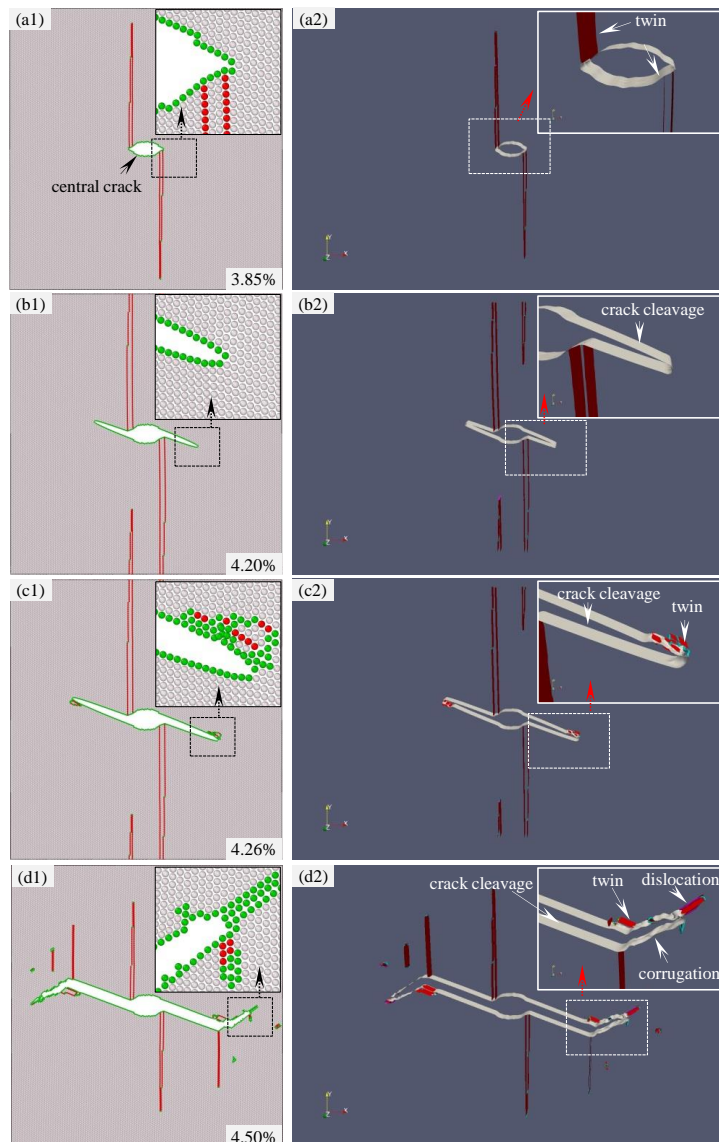 (a1)
central crack
3.85%
(a2)
twin
(b1)
4.20%
(b2)
crack cleavage
(c1)
4.26%
(c2)
crack cleavage
twin
(d1)
4.50%
(d2)
dislocation
twin
crack cleavage
corrugation